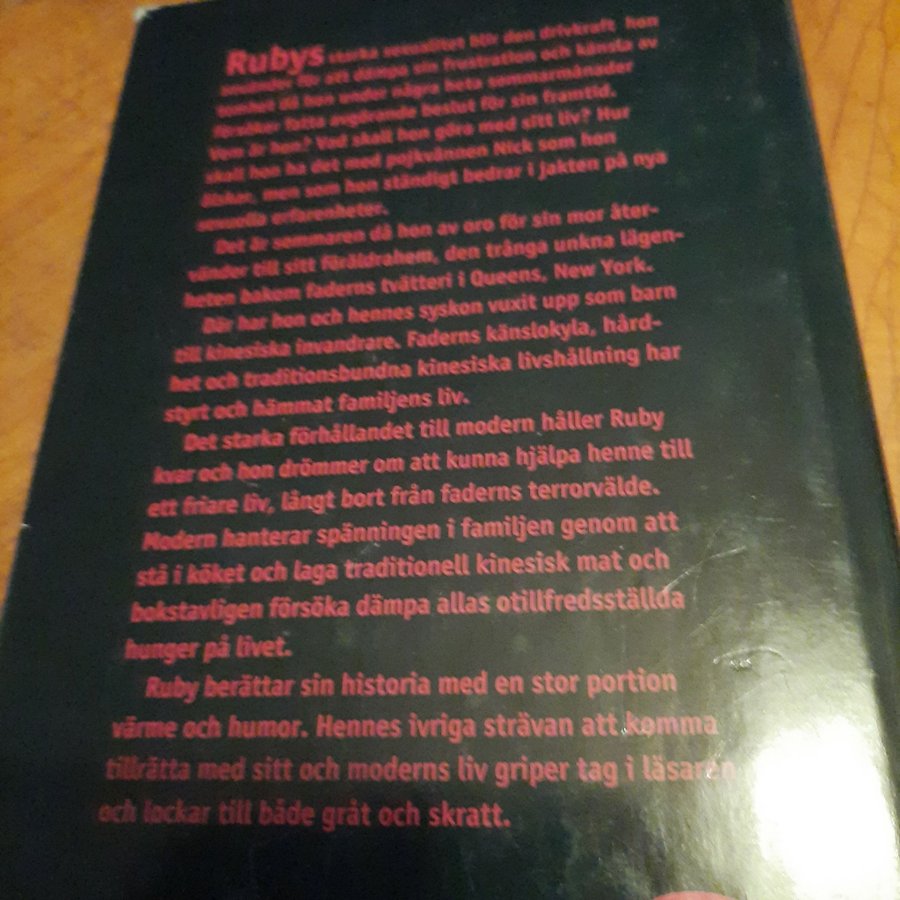 Rubys starka sexualitet blir den drivkraft hon
använder för att dämpa sin frustration och känsla av
tomhet då hon under några heta sommarmånader
försöker fatta avgörande beslut för sin framtid.
Vem är hon? Vad skall hon göra med sitt liv? Hur
skall hon ha det med pojkvännen Nick som hon
älskar, men som hon ständigt bedrar i jakten på nya
sexuella erfarenheter.
Det är sommaren då hon av oro för sin mor åter-
vänder till sitt föräldrahem, den trånga unkna lägen-
heten bakom faderns tvätteri i Queens, New York.
Där har hon och hennes syskon vuxit upp som barn
till kinesiska invandrare. Faderns känslokyla, hård-
het och traditionsbundna kinesiska livshållning har
styrt och hämmat familjens liv.
Det starka förhållandet till modern håller Ruby
kvar och hon drömmer om att kunna hjälpa henne till
ett friare liv, långt bort från faderns terrorvälde.
Modern hanterar spänningen i familjen genom att
stå i köket och laga traditionell kinesisk mat och
bokstavligen försöka dämpa allas otillfredsställda
hunger på livet.
Ruby berättar sin historia med en stor portion
värme och humor. Hennes ivriga strävan att komma
tillrätta med sitt och moderns liv griper tag i läsaren
och lockar till både gråt och skratt.